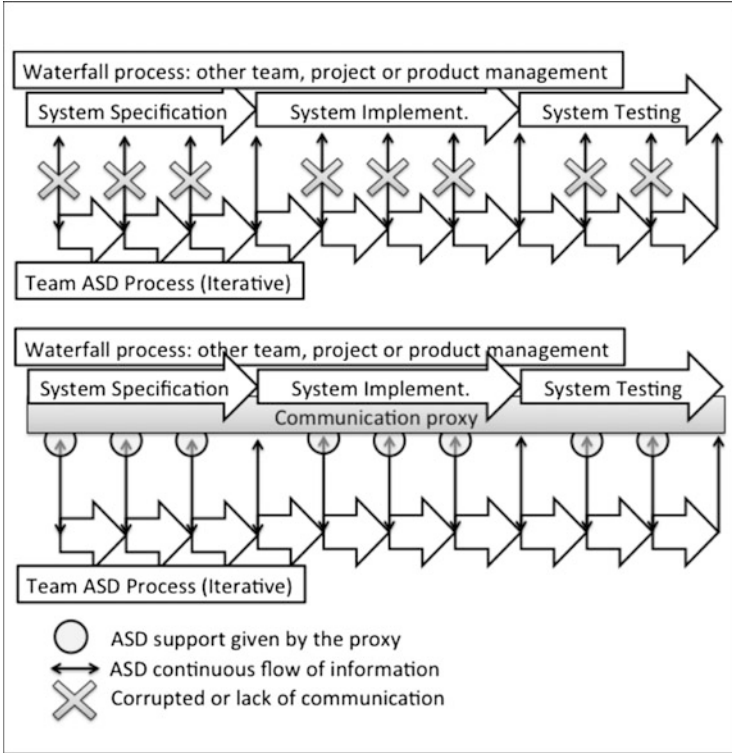 Waterfall process: other team, project or product management
System Specification
System Implement.
System Testing
Team ASD Process (Iterative)
Waterfall process: other team, project or product management
System Specification
System Implement.
System Testing
Communication proxy
Team ASD Process (Iterative)
ASD support given by the proxy
ASD continuous flow of information
Corrupted or lack of communication